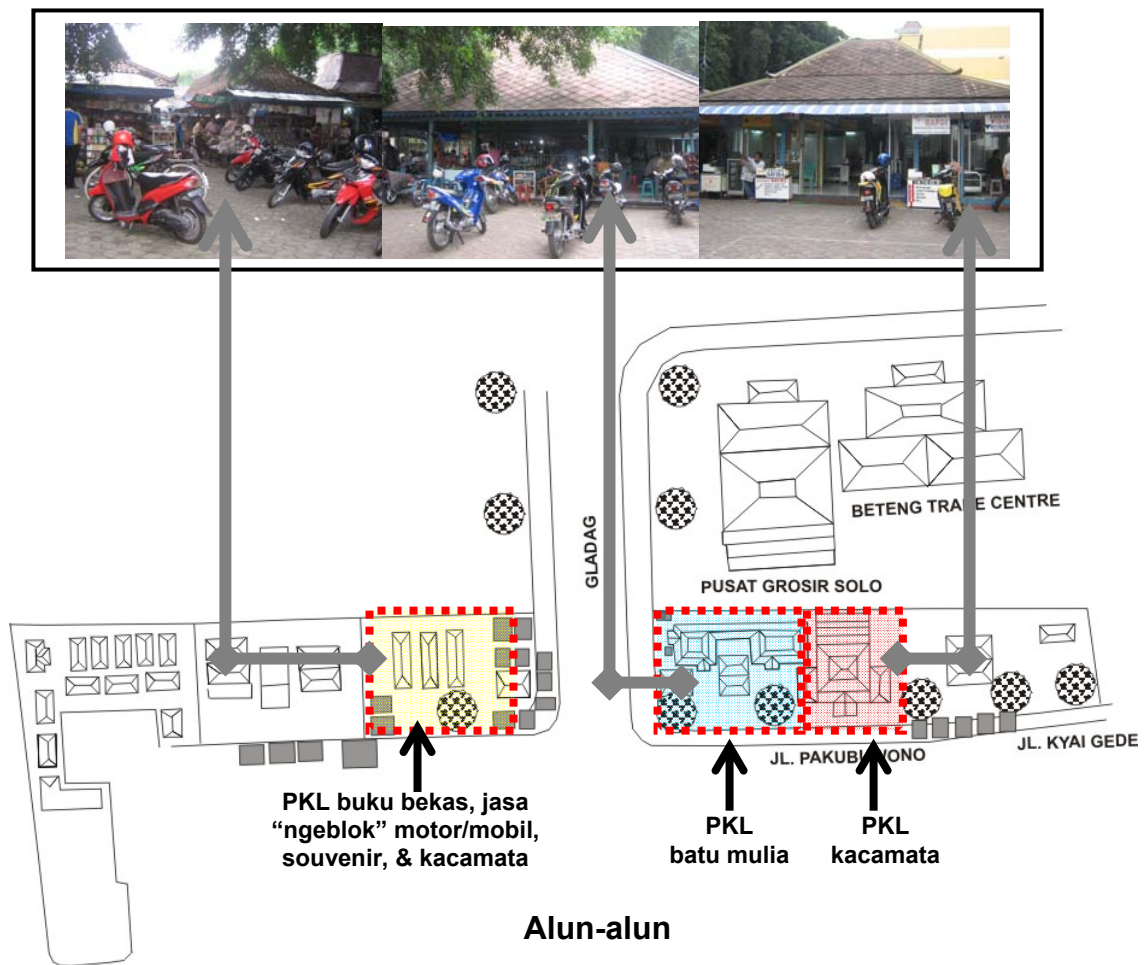 GLADAG
BETENG TRADE CENTRE
PUSAT GROSIR SOLO
JL. PAKUBUWONO
JL. KYAI GEDE
PKL buku bekas, jasa
“ngeblok” motor/mobil,
souvenir, & kacamata
PKL
batu mulia
PKL
kacamata
Alun-alun